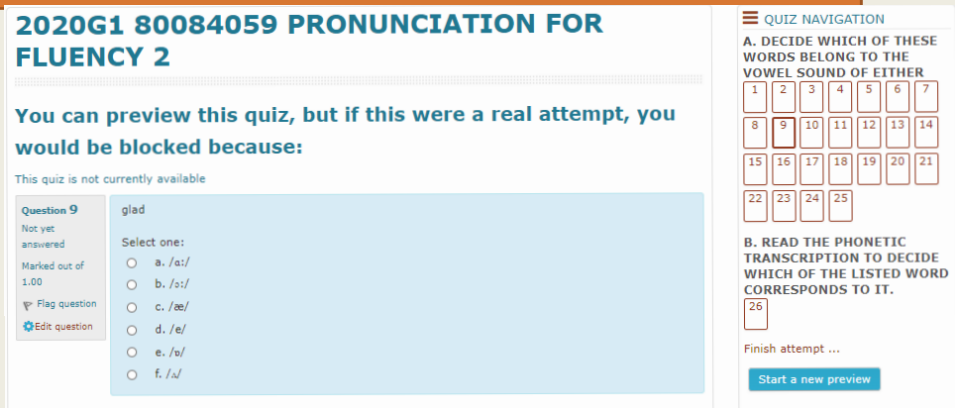 2020G1 80084059 PRONUNCIATION FOR
FLUENCY 2
You can preview this quiz, but if this were a real attempt, you
would be blocked because:
This quiz is not currently available
Question 9
Not yet
answered
Marked out of
1.00
Flag question
Edit question
glad
Select one:
a. /ɑː/
b. /ɔː/
c. /æ/
d. /e/
e. /ɒ/
f. /ʌ/
QUIZ NAVIGATION
A. DECIDE WHICH OF THESE
WORDS BELONG TO THE
VOWEL SOUND OF EITHER
1 2 3 4 5 6 7
8 9 10 11 12 13 14
15 16 17 18 19 20 21
22 23 24 25
B. READ THE PHONETIC
TRANSCRIPTION TO DECIDE
WHICH OF THE LISTED WORD
CORRESPONDS TO IT.
26
Finish attempt ...
Start a new preview